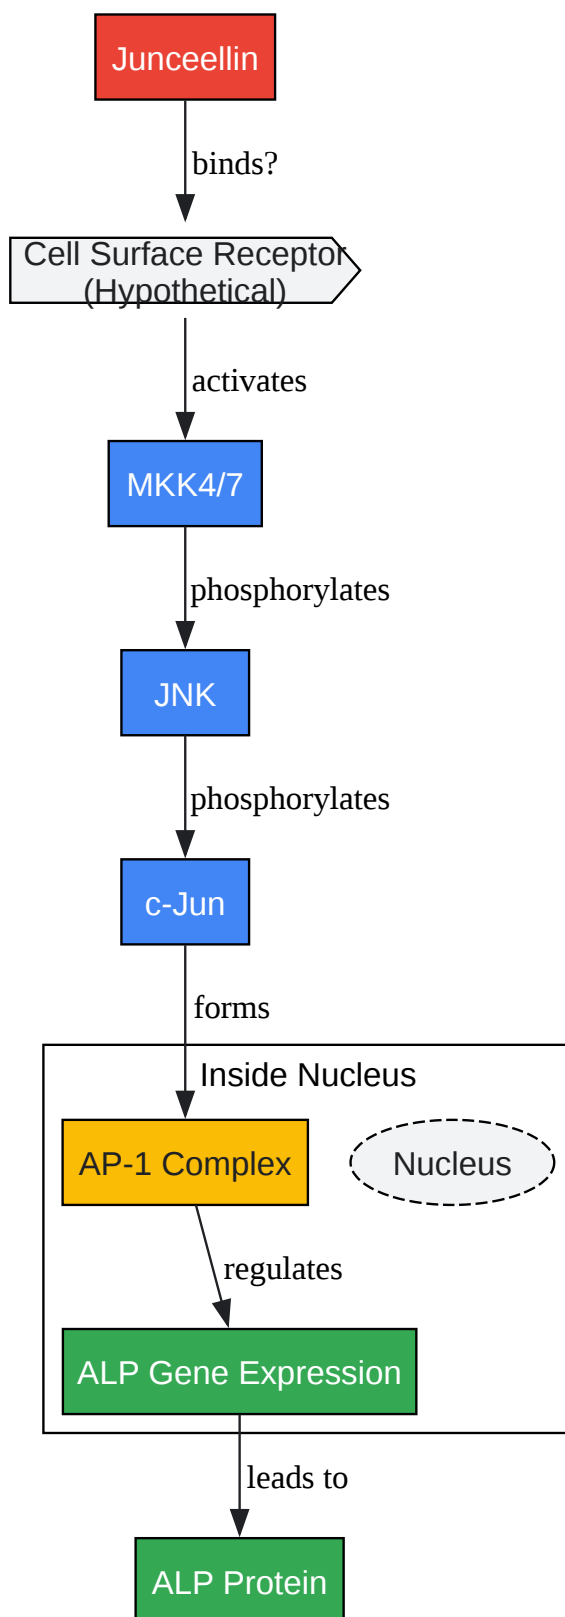 Junceellin
binds?
Cell Surface Receptor
(Hypothetical)
activates
MKK4/7
phosphorylates
JNK
phosphorylates
c-Jun
forms
Inside Nucleus
AP-1 Complex
Nucleus
regulates
ALP Gene Expression
leads to
ALP Protein